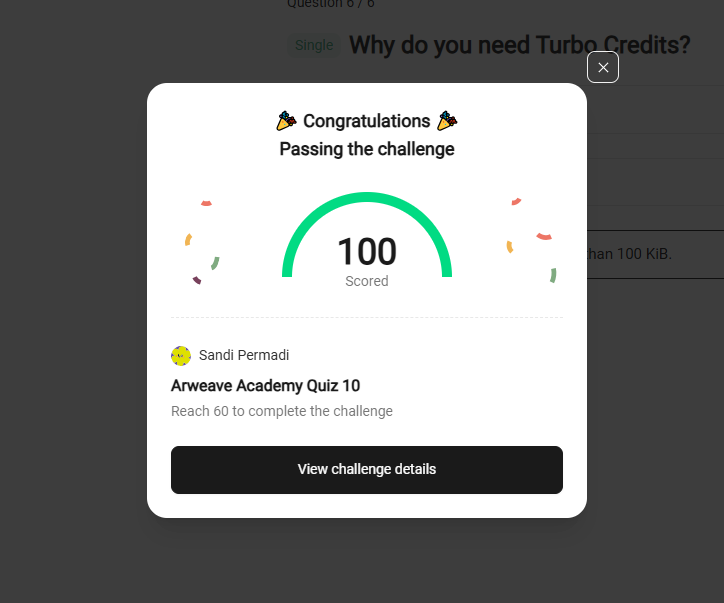 Question 6 / 6
Single Why do you need Turbo Credits?
Congratulations
Passing the challenge
100
Scored
than 100 KiB.
Sandi Permadi
Arweave Academy Quiz 10
Reach 60 to complete the challenge
View challenge details